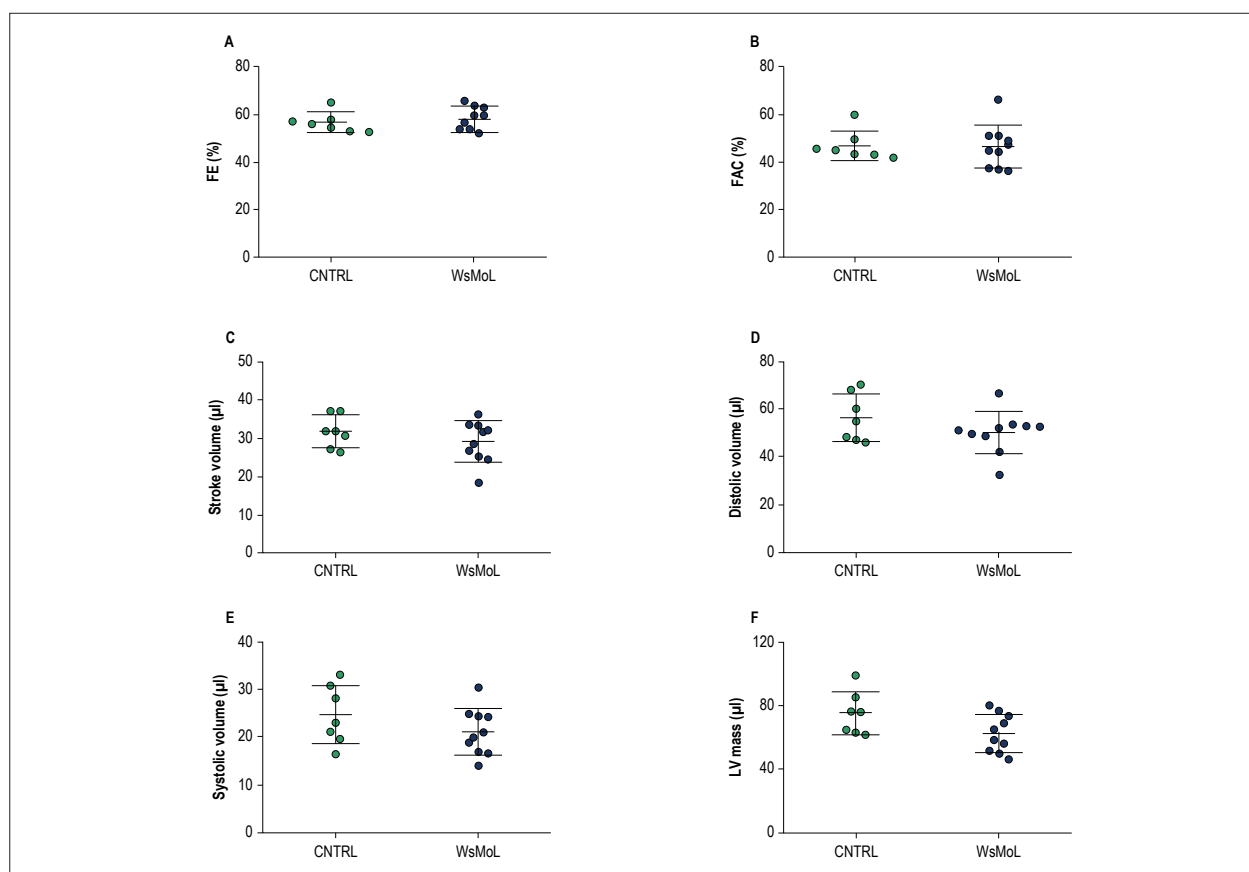 A
FE (%)
80
60
40
20
0
CNTRL
WsMoL
B
FAC (%)
80
60
40
20
0
CNTRL
WsMoL
C
Stroke volume (µl)
50
40
30
20
10
0
CNTRL
WsMoL
D
Distolic volume (µl)
80
60
40
20
0
CNTRL
WsMoL
E
Systolic volume (µl)
40
30
20
10
0
CNTRL
WsMoL
F
LV mass (µl)
120
80
40
0
CNTRL
WsMoL